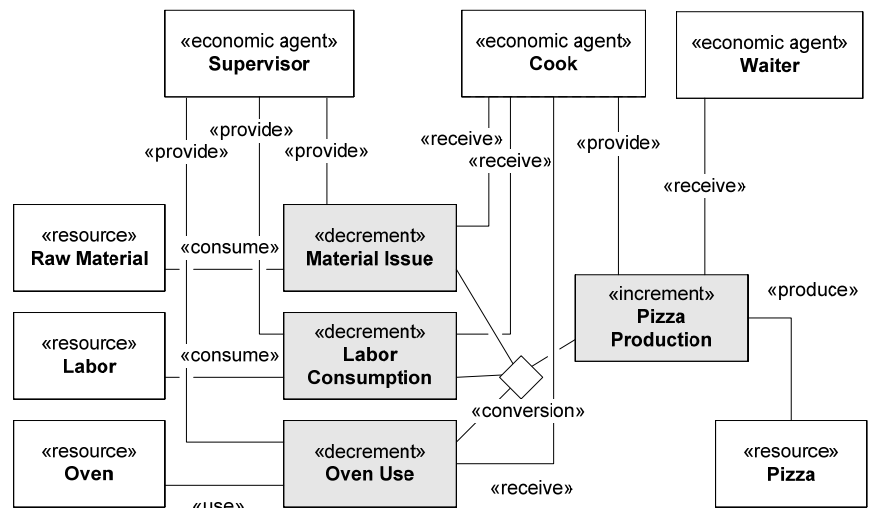 «economic agent»
Supervisor
«economic agent»
Cook
«economic agent»
Waiter
«provide»
«provide»
«provide»
«receive»
«receive»
«provide»
«receive»
«resource»
Raw Material
«consume»
«decrement»
Material Issue
«increment»
Pizza
Production
«produce»
«resource»
Labor
«consume»
«decrement»
Labor
Consumption
«conversion»
«resource»
Oven
«use»
«decrement»
Oven Use
«receive»
«resource»
Pizza